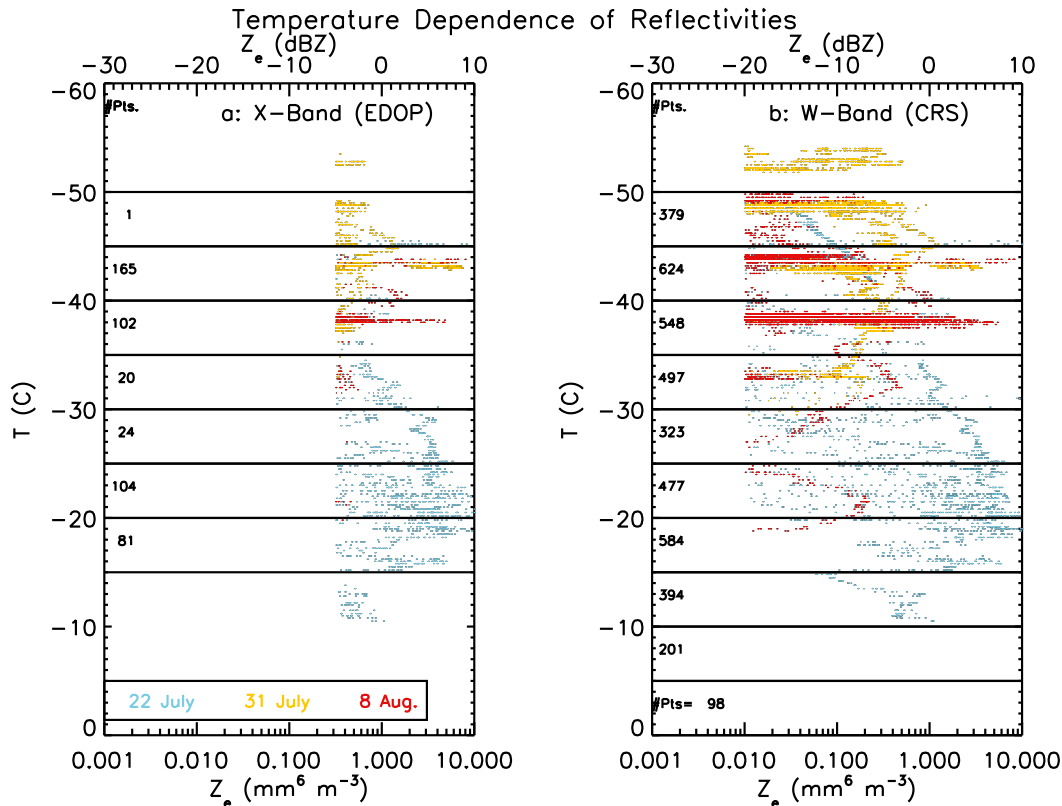 Temperature Dependence of Reflectivities
Z_e (dBZ)
Z_e (dBZ)
−30 −20 −10 0 10
−30 −20 −10 0 10
−60
−50
−40
−30
−20
−10
0
T (C)
#Pts.
a: X−Band (EDOP)
1
165
102
20
24
104
81
22 July 31 July 8 Aug.
0.001 0.010 0.100 1.000 10.000
Z_e (mm⁶ m⁻³)
−60
−50
−40
−30
−20
−10
0
T (C)
#Pts.
b: W−Band (CRS)
379
624
548
497
323
477
584
394
201
#Pts= 98
0.001 0.010 0.100 1.000 10.000
Z_e (mm⁶ m⁻³)